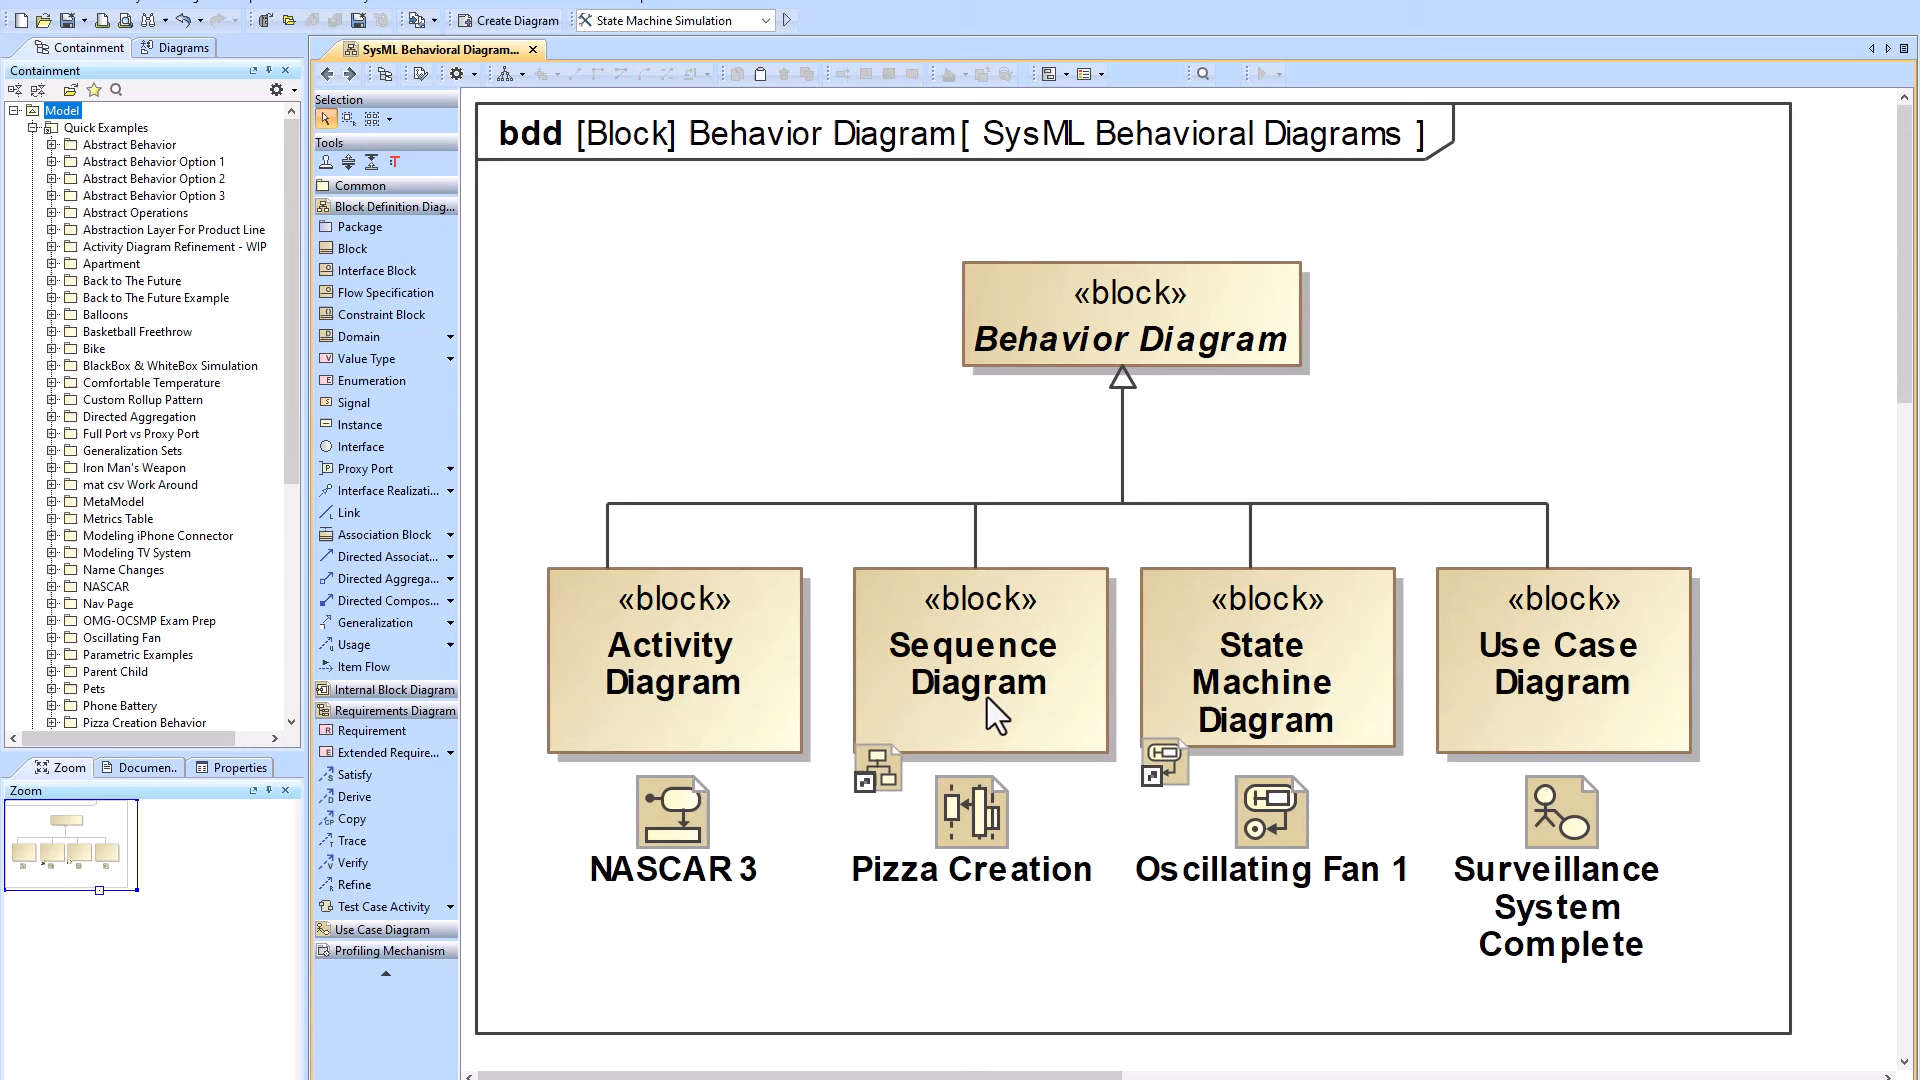 Create Diagram
State Machine Simulation
Containment
Diagrams
SysML Behavioral Diagram...
Containment
Model
Quick Examples
Abstract Behavior
Abstract Behavior Option 1
Abstract Behavior Option 2
Abstract Behavior Option 3
Abstract Operations
Abstraction Layer For Product Line
Activity Diagram Refinement - WIP
Apartment
Back to The Future
Back to The Future Example
Balloons
Basketball Freethrow
Bike
BlackBox & WhiteBox Simulation
Comfortable Temperature
Custom Rollup Pattern
Directed Aggregation
Full Port vs Proxy Port
Generalization Sets
Iron Man's Weapon
mat csv Work Around
MetaModel
Metrics Table
Modeling iPhone Connector
Modeling TV System
Name Changes
NASCAR
Nav Page
OMG-OCSMP Exam Prep
Oscillating Fan
Parametric Examples
Parent Child
Pets
Phone Battery
Pizza Creation Behavior
Zoom
Documen..
Properties
Zoom
Selection
Tools
Common
Block Definition Diag...
Package
Block
Interface Block
Flow Specification
Constraint Block
Domain
Value Type
Enumeration
Signal
Instance
Interface
Proxy Port
Interface Realizati...
Link
Association Block
Directed Associat...
Directed Aggrega...
Directed Compos...
Generalization
Usage
Item Flow
Internal Block Diagram
Requirements Diagram
Requirement
Extended Require...
Satisfy
Derive
Copy
Trace
Verify
Refine
Test Case Activity
Use Case Diagram
Profiling Mechanism
bdd [Block] Behavior Diagram[ SysML Behavioral Diagrams ]
«block»
Behavior Diagram
«block»
Activity
Diagram
«block»
Sequence
Diagram
«block»
State
Machine
Diagram
«block»
Use Case
Diagram
NASCAR 3
Pizza Creation
Oscillating Fan 1
Surveillance
System
Complete